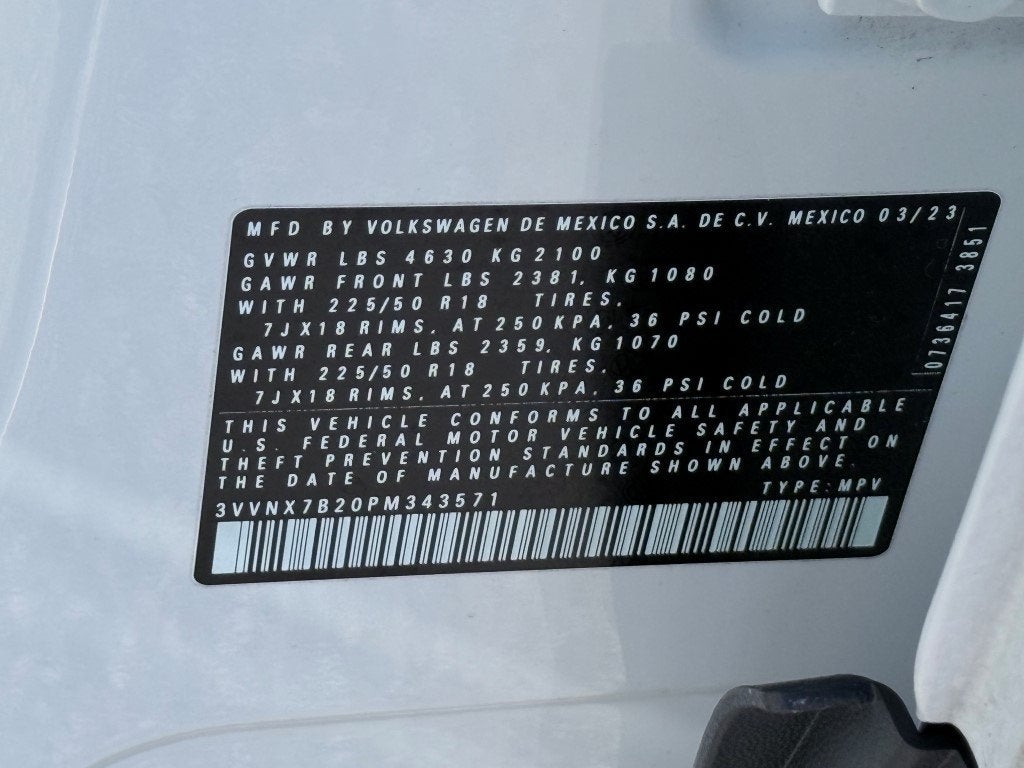 MFD BY VOLKSWAGEN DE MEXICO S.A. DE C.V. MEXICO 03/23
GVWR LBS 4630 KG 2100
GAWR FRONT LBS 2381, KG 1080
WITH 225/50 R18 TIRES,
7JX18 RIMS, AT 250 KPA, 36 PSI COLD
GAWR REAR LBS 2359, KG 1070
WITH 225/50 R18 TIRES,
7JX18 RIMS, AT 250 KPA, 36 PSI COLD
THIS VEHICLE CONFORMS TO ALL APPLICABLE
U.S. FEDERAL MOTOR VEHICLE SAFETY AND
THEFT PREVENTION STANDARDS IN EFFECT ON
THE DATE OF MANUFACTURE SHOWN ABOVE.
TYPE: MPV
3VVNX7B20PM343571
0736417 3851